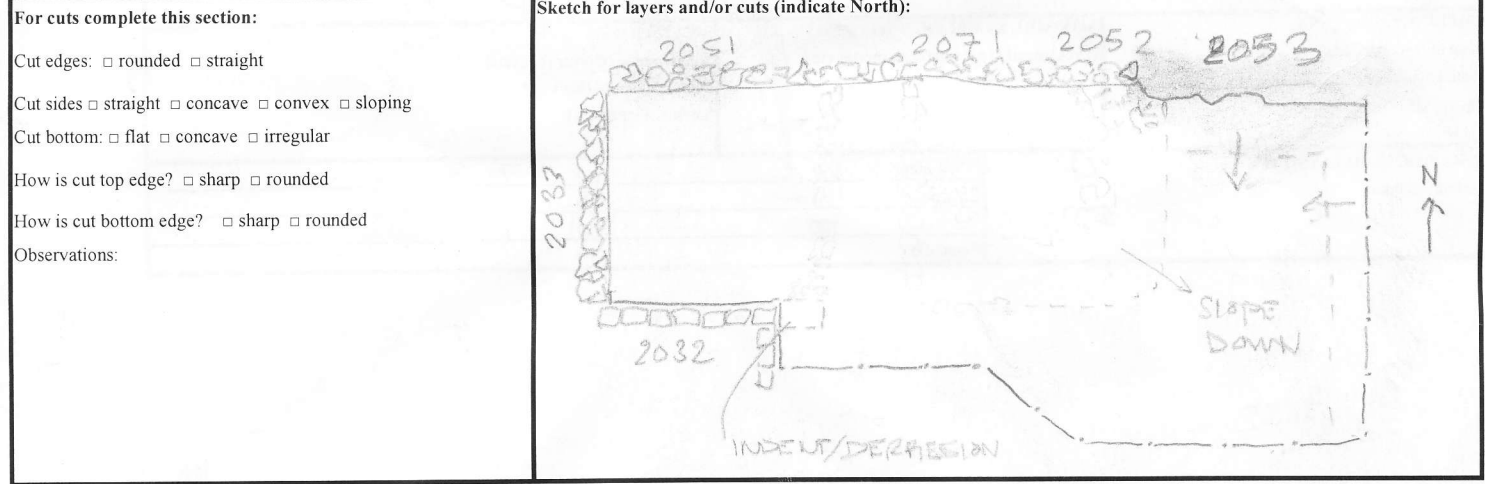 For cuts complete this section:
Cut edges: □ rounded □ straight
Cut sides □ straight □ concave □ convex □ sloping
Cut bottom: □ flat □ concave □ irregular
How is cut top edge? □ sharp □ rounded
How is cut bottom edge? □ sharp □ rounded
Observations:
Sketch for layers and/or cuts (indicate North):
2051
2071
2052
2053
2033
N
SLOPE
DOWN
2032
INDENT/DEPRESSION